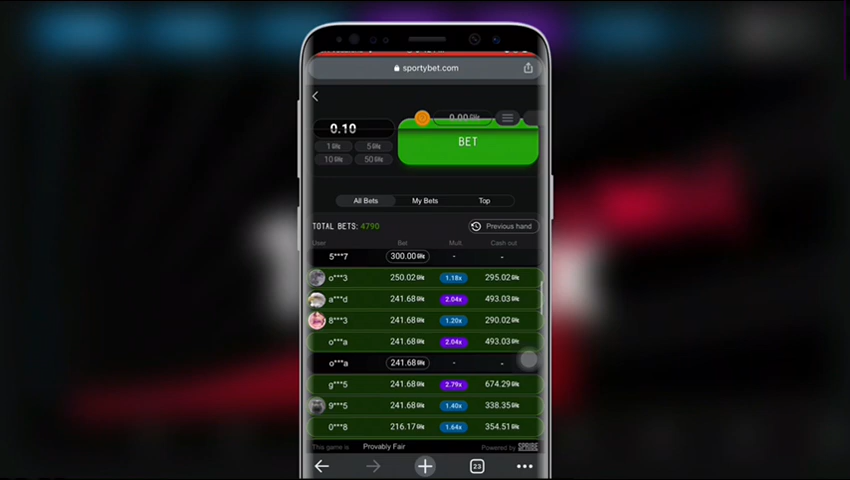 sportybet.com
0.10
BET
1 5
10 50
All Bets My Bets Top
TOTAL BETS: 4790 Previous hand
User Bet Mult. Cash out
5***7 300.00 - -
o***3 250.02 1.18x 295.02
a***d 241.68 2.04x 493.03
8***3 241.68 1.20x 290.02
o***a 241.68 2.04x 493.03
o***a 241.68 - -
g***5 241.68 2.79x 674.29
9***5 241.68 1.40x 338.35
0***8 216.17 1.64x 354.51
This game is Provably Fair Powered by SPRIBE
23